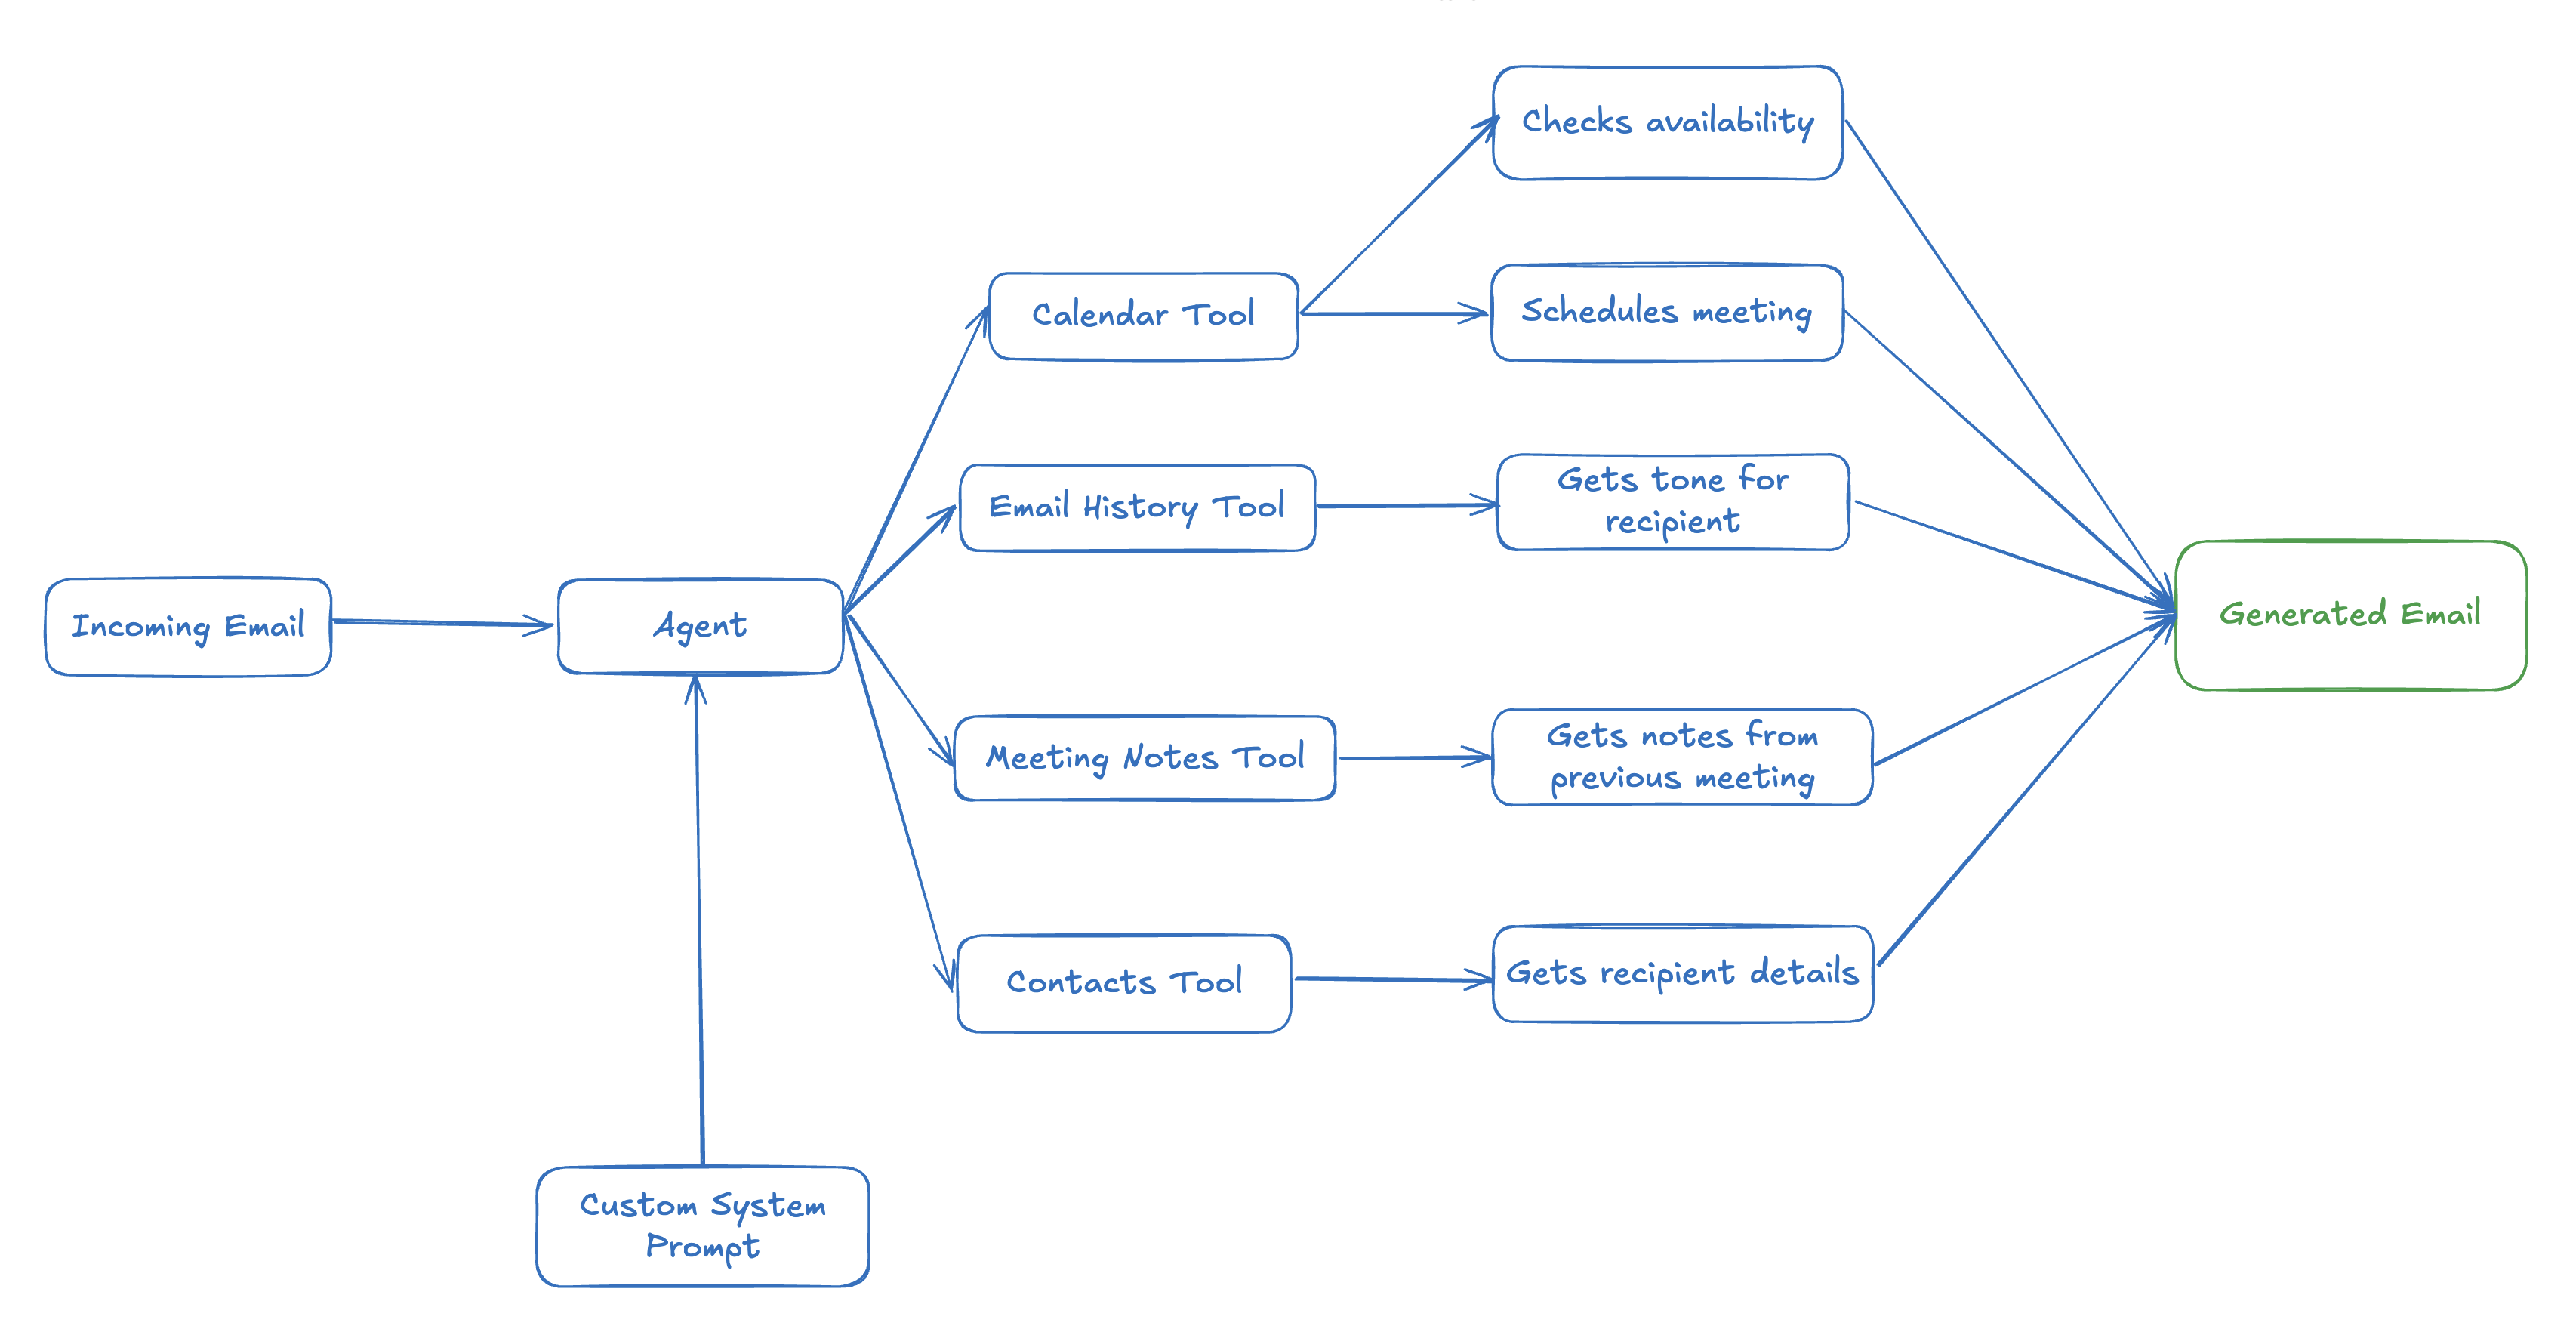 Checks availability
Calendar Tool
Schedules meeting
Email History Tool
Gets tone for
recipient
Incoming Email
Agent
Generated Email
Meeting Notes Tool
Gets notes from
previous meeting
Contacts Tool
Gets recipient details
Custom System
Prompt